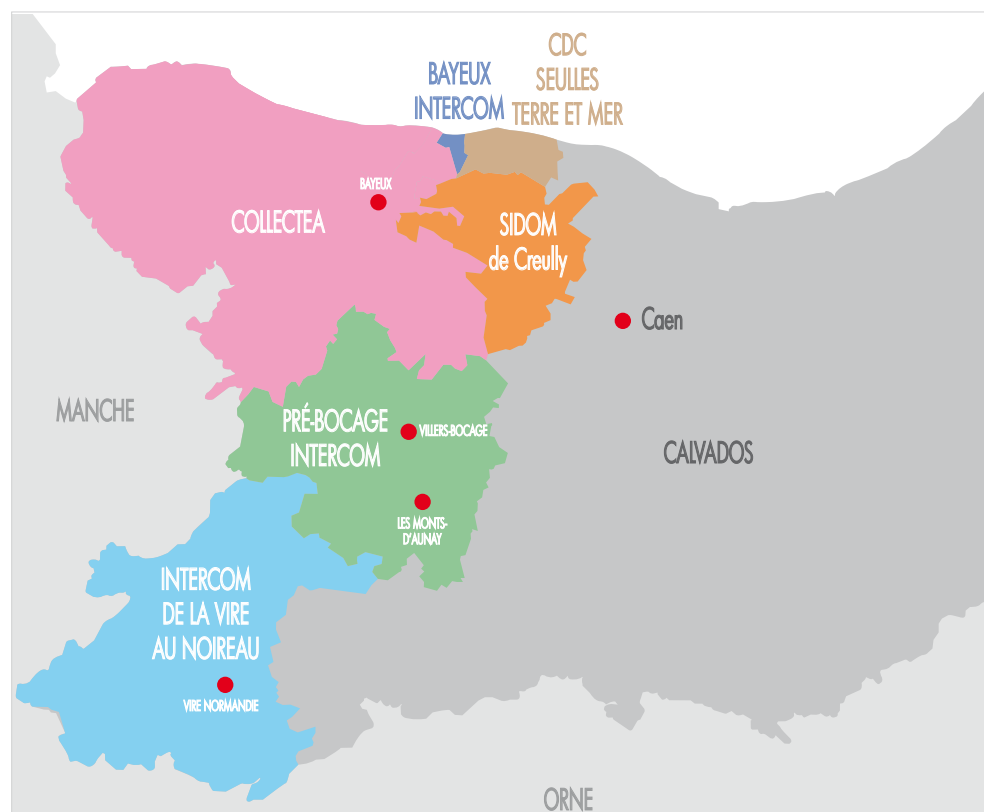 CDC
SEULLES
TERRE ET MER
BAYEUX
INTERCOM
BAYEUX
COLLECTEA
SIDOM
de Creully
Caen
MANCHE
PRÉ-BOCAGE
INTERCOM
VILLERS-BOCAGE
CALVADOS
LES MONTS-
D'AUNAY
INTERCOM
DE LA VIRE
AU NOIREAU
VIRE NORMANDIE
ORNE